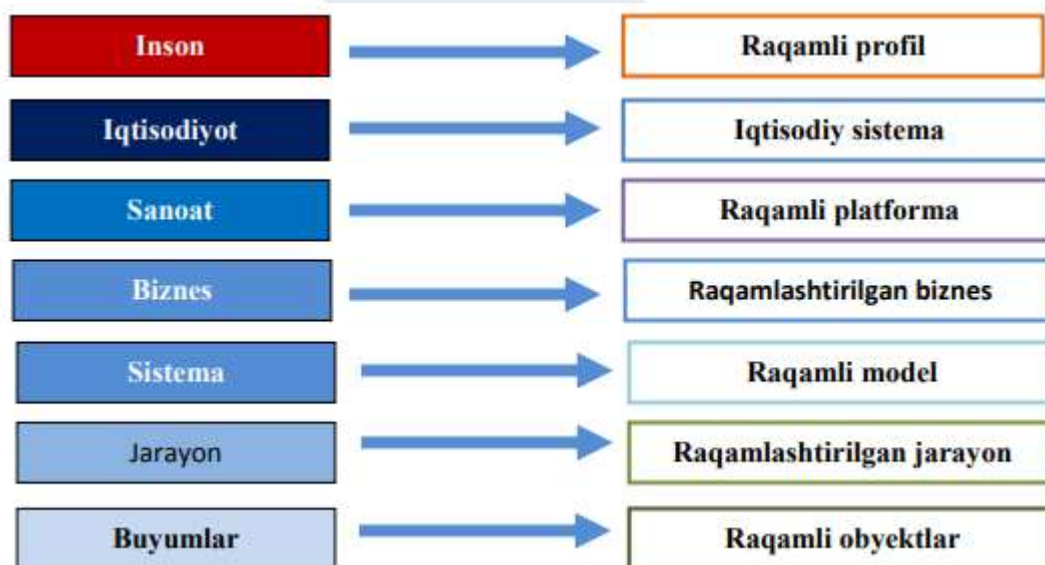 Inson
Raqamli profil
Iqtisodiyot
Iqtisodiy sistema
Sanoat
Raqamli platforma
Biznes
Raqamlashtirilgan biznes
Sistema
Raqamli model
Jarayon
Raqamlashtirilgan jarayon
Buyumlar
Raqamli obyektlar